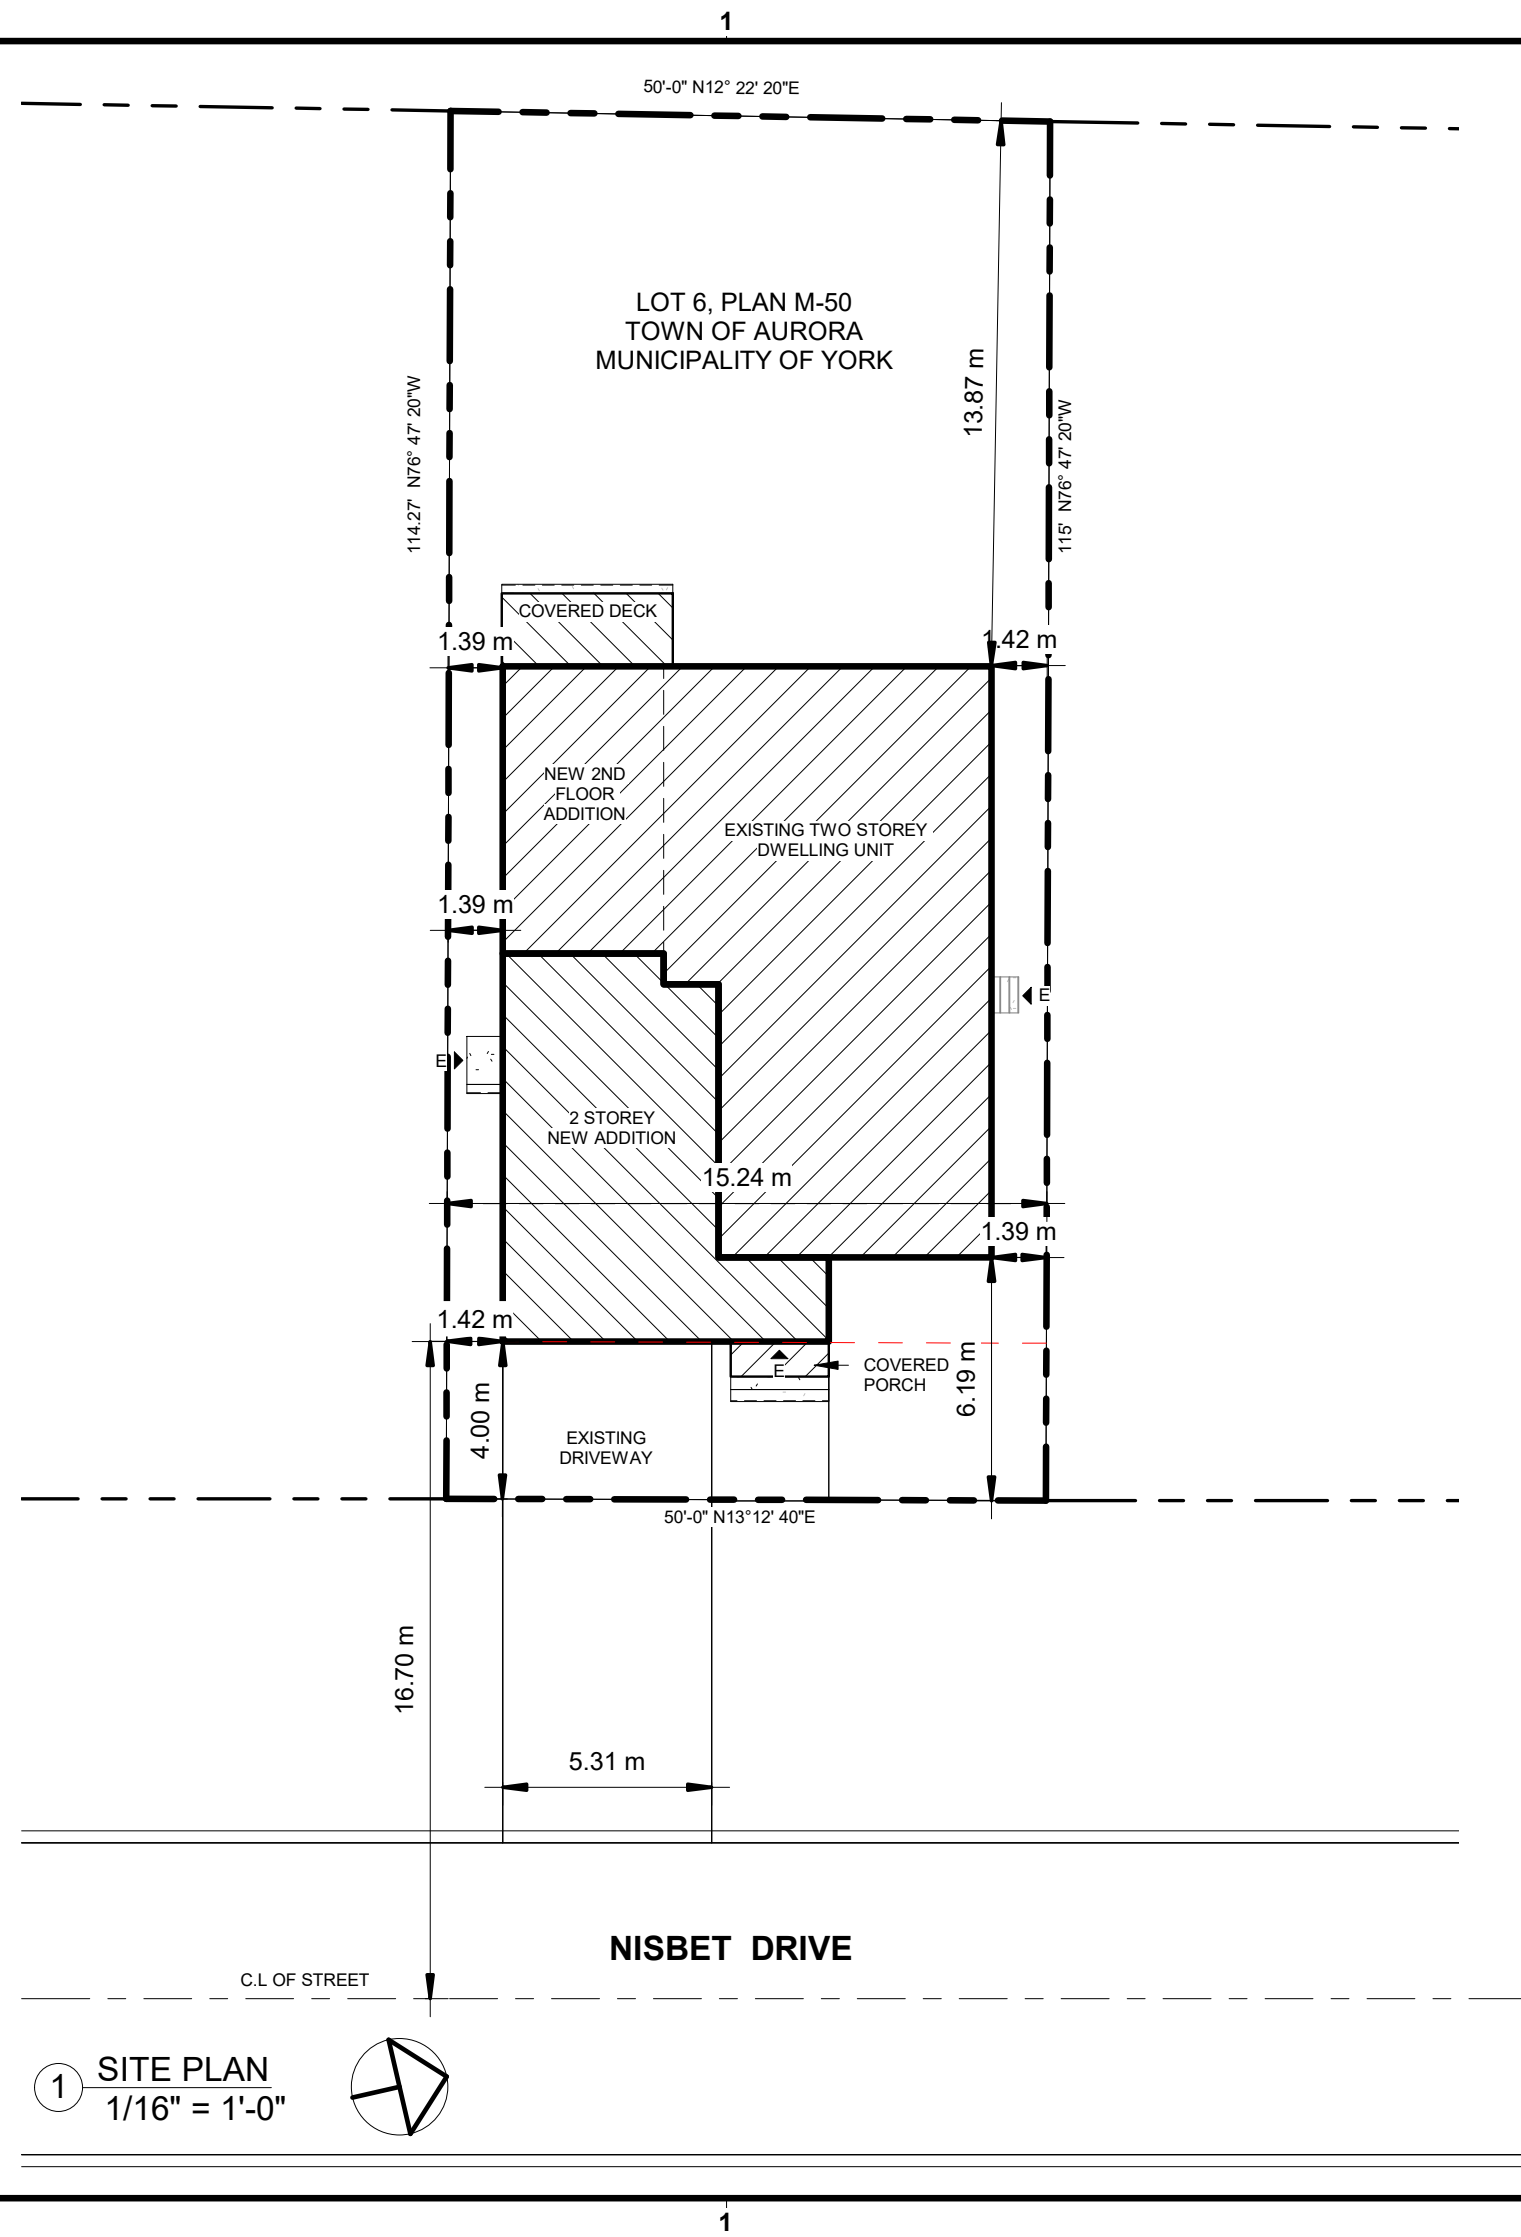 1
50'-0" N12° 22' 20"E
LOT 6, PLAN M-50
TOWN OF AURORA
MUNICIPALITY OF YORK
13.87 m
114.27' N76° 47' 20"W
115' N76° 47' 20"W
COVERED DECK
1.39 m
1.42 m
NEW 2ND
FLOOR
ADDITION
EXISTING TWO STOREY
DWELLING UNIT
1.39 m
E
E
2 STOREY
NEW ADDITION
15.24 m
1.39 m
1.42 m
E
COVERED
PORCH
6.19 m
4.00 m
EXISTING
DRIVEWAY
50'-0" N13°12' 40"E
16.70 m
5.31 m
NISBET DRIVE
C.L OF STREET
1
SITE PLAN
1/16" = 1'-0"
1